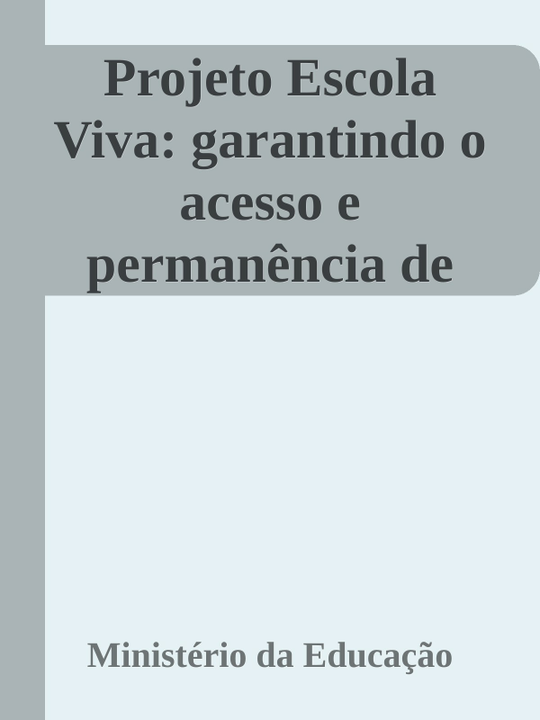 Projeto Escola
Viva: garantindo o
acesso e
permanência de
Ministério da Educação